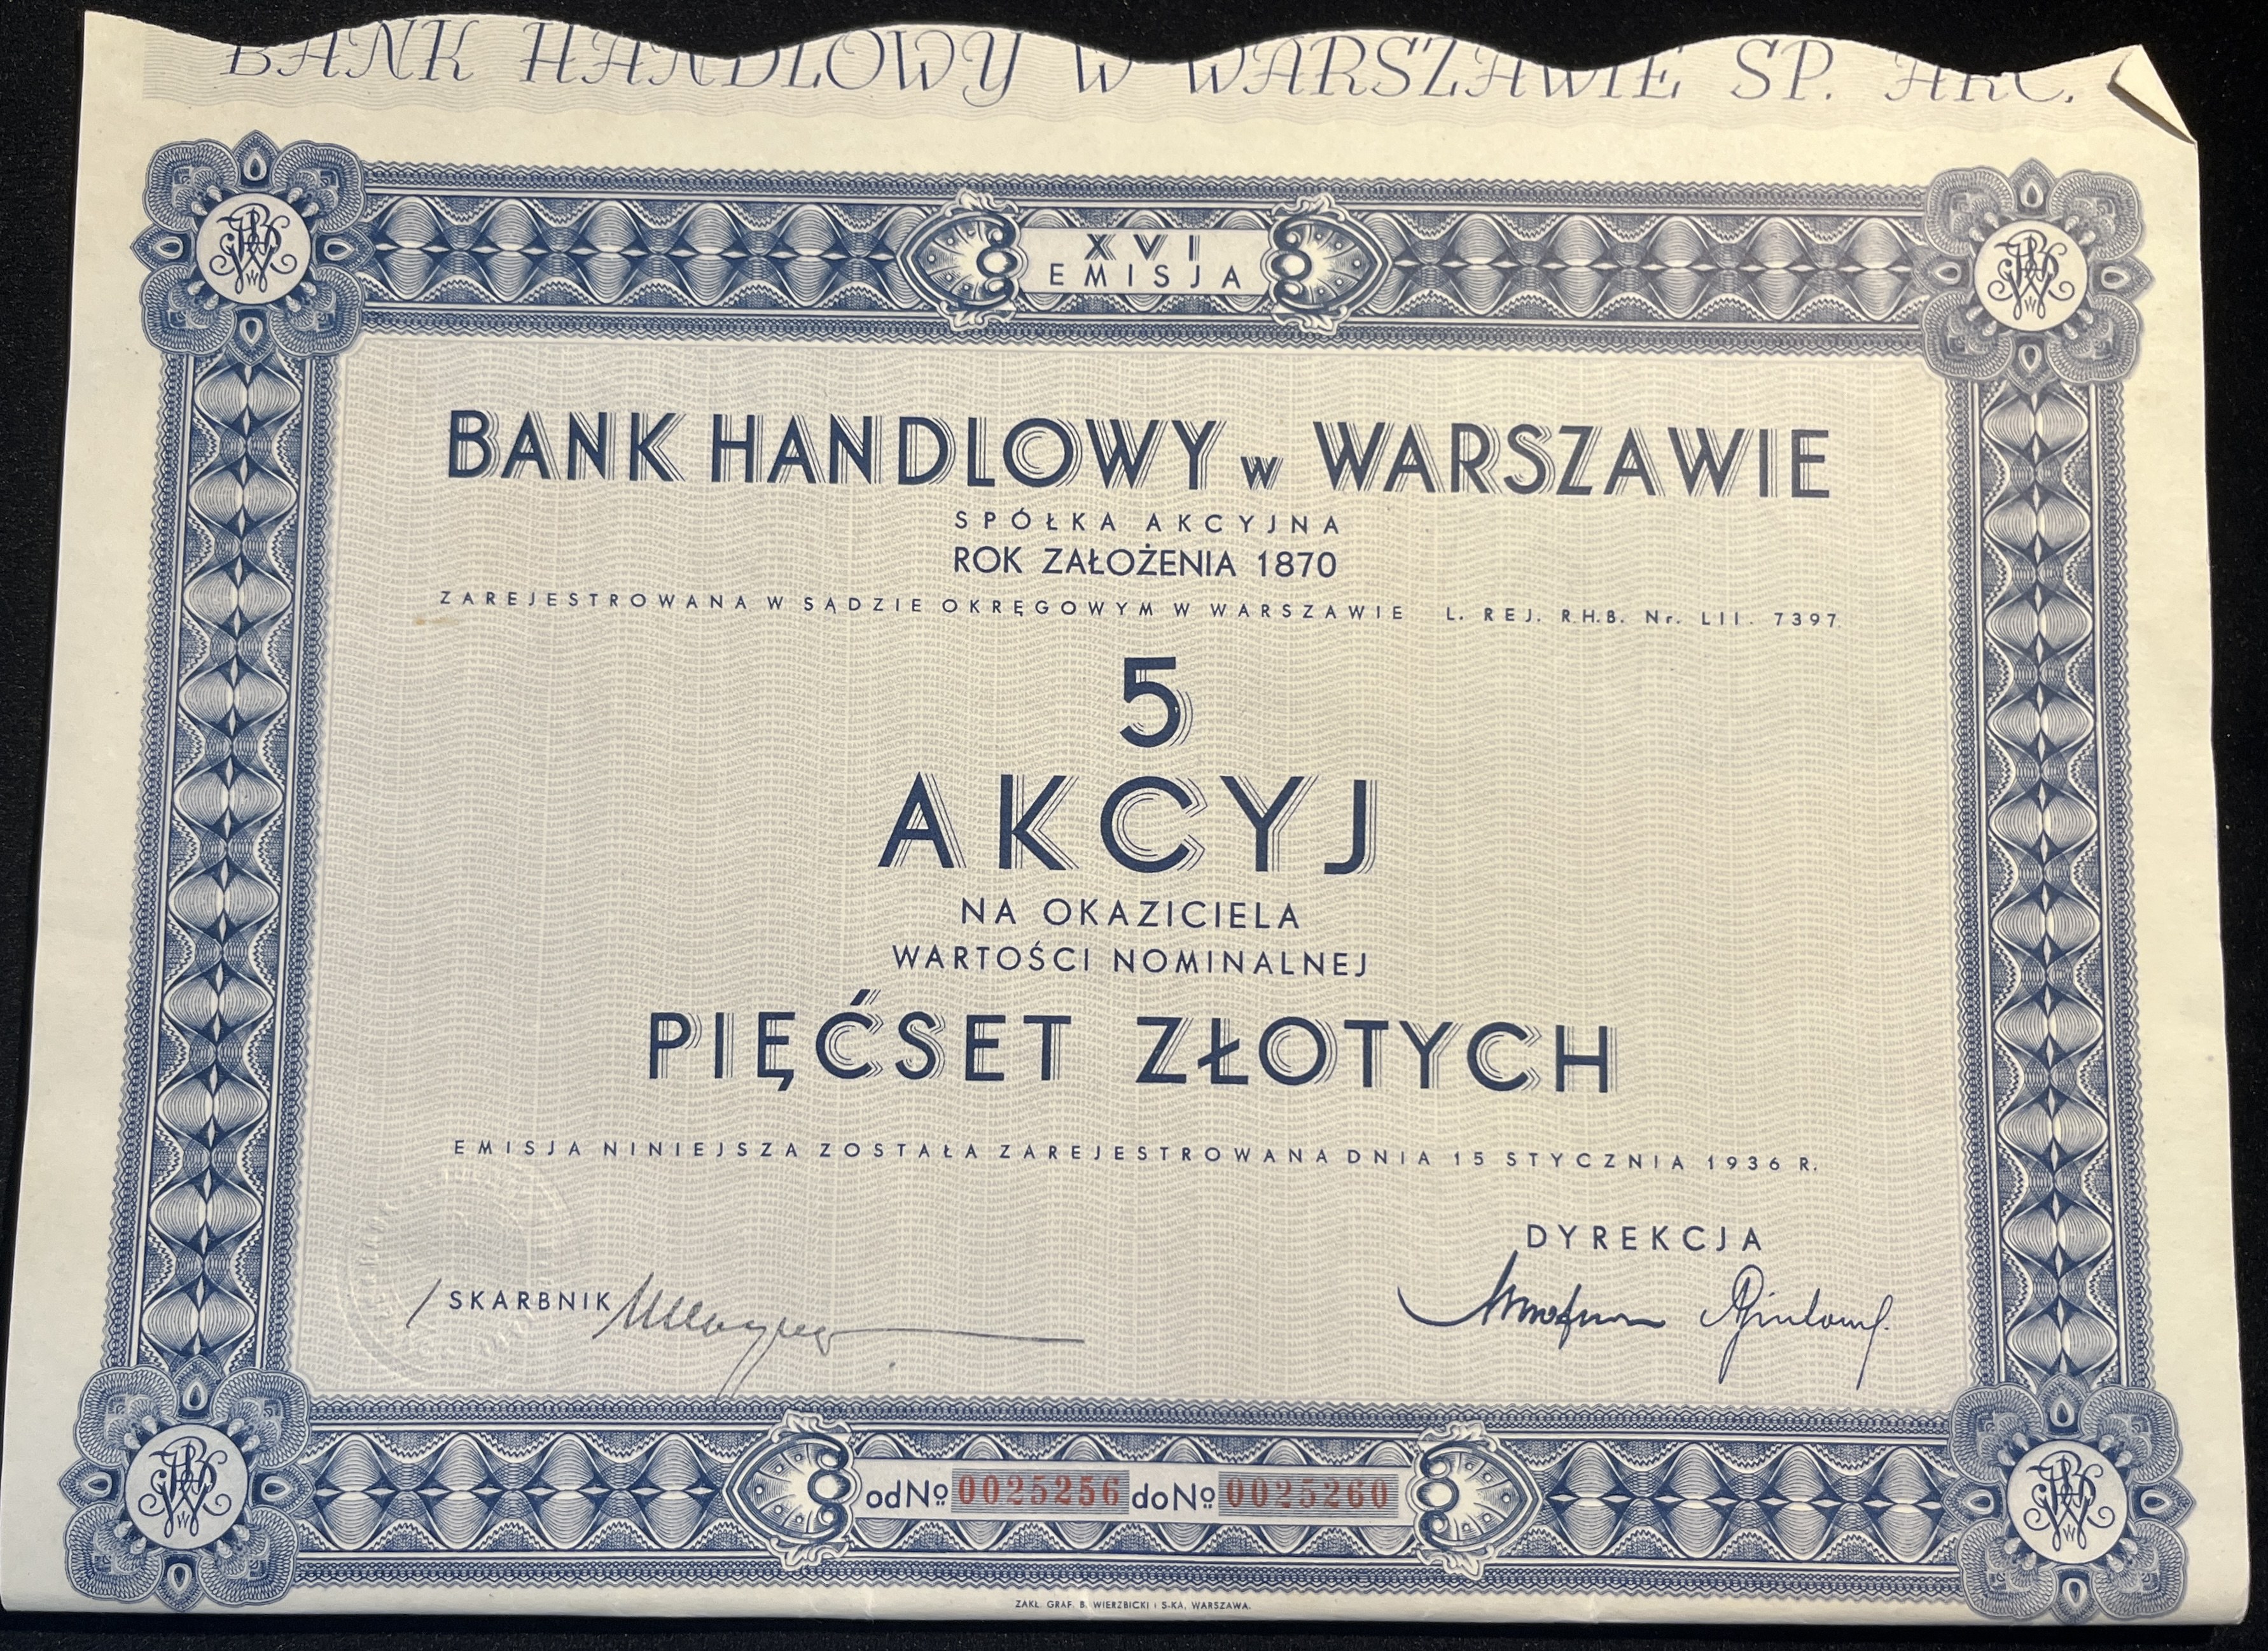 BANK HANDLOWY W WARSZAWIE SP. AKC.
XVI
EMISJA
BANK HANDLOWY w WARSZAWIE
SPÓŁKA AKCYJNA
ROK ZAŁOŻENIA 1870
ZAREJESTROWANA W SĄDZIE OKRĘGOWYM W WARSZAWIE L. REJ. R.H.B. Nr. LII. 7397.
5
AKCYJ
NA OKAZICIELA
WARTOŚCI NOMINALNEJ
PIĘĆSET ZŁOTYCH
EMISJA NINIEJSZA ZOSTAŁA ZAREJESTROWANA DNIA 15 STYCZNIA 1936 R.
DYREKCJA
SKARBNIK
od No 0025256 do No 0025260
ZAKŁ. GRAF. B. WIERZBICKI i S-KA, WARSZAWA.